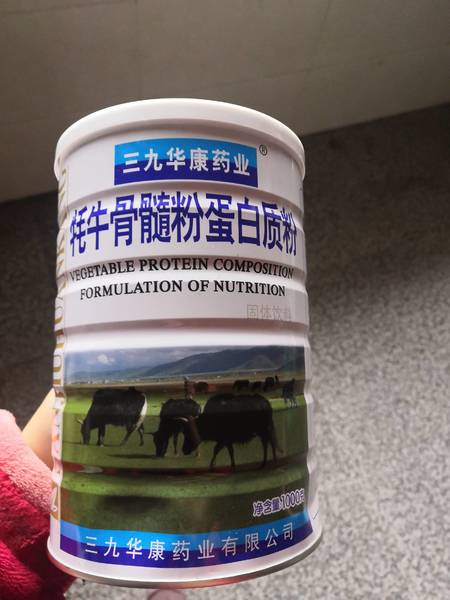 三九华康药业®
牦牛骨髓粉蛋白质粉
VEGETABLE PROTEIN COMPOSITION
FORMULATION OF NUTRITION
固体饮料
净含量:1000克
三九华康药业有限公司